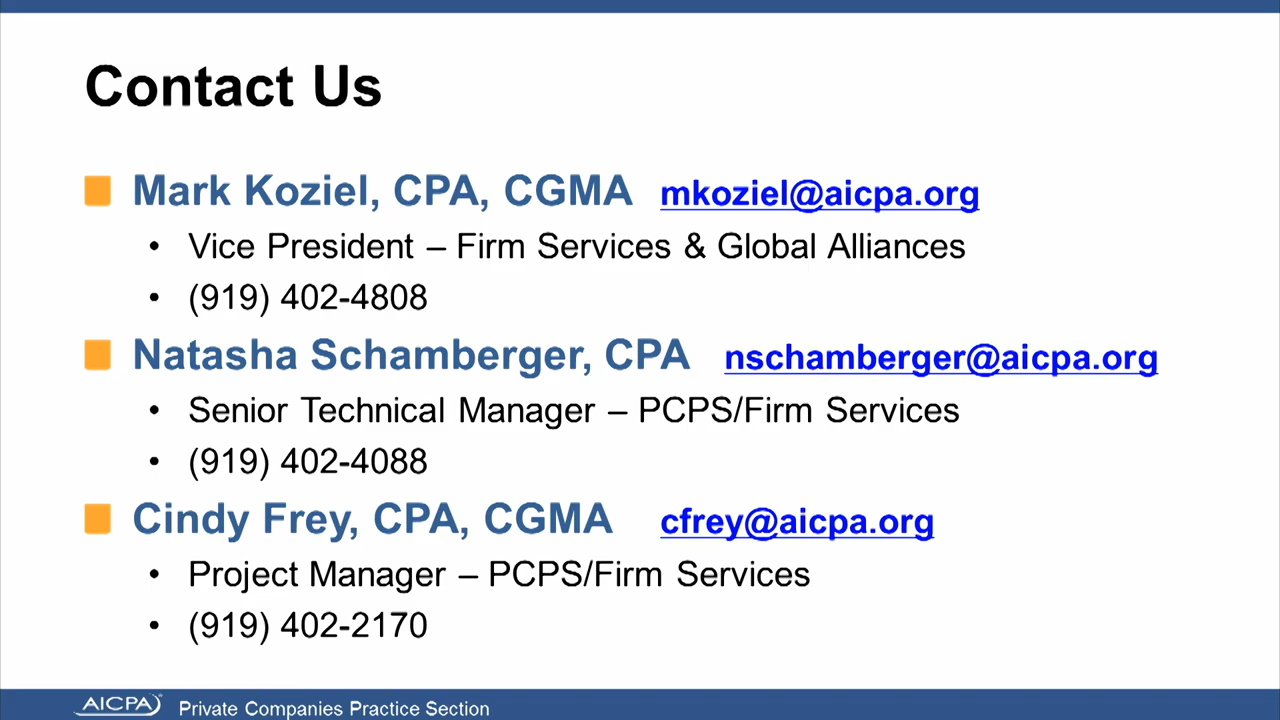 Contact Us
Mark Koziel, CPA, CGMA mkoziel@aicpa.org
• Vice President – Firm Services & Global Alliances
• (919) 402-4808
Natasha Schamberger, CPA nschamberger@aicpa.org
• Senior Technical Manager – PCPS/Firm Services
• (919) 402-4088
Cindy Frey, CPA, CGMA cfrey@aicpa.org
• Project Manager – PCPS/Firm Services
• (919) 402-2170
AICPA Private Companies Practice Section